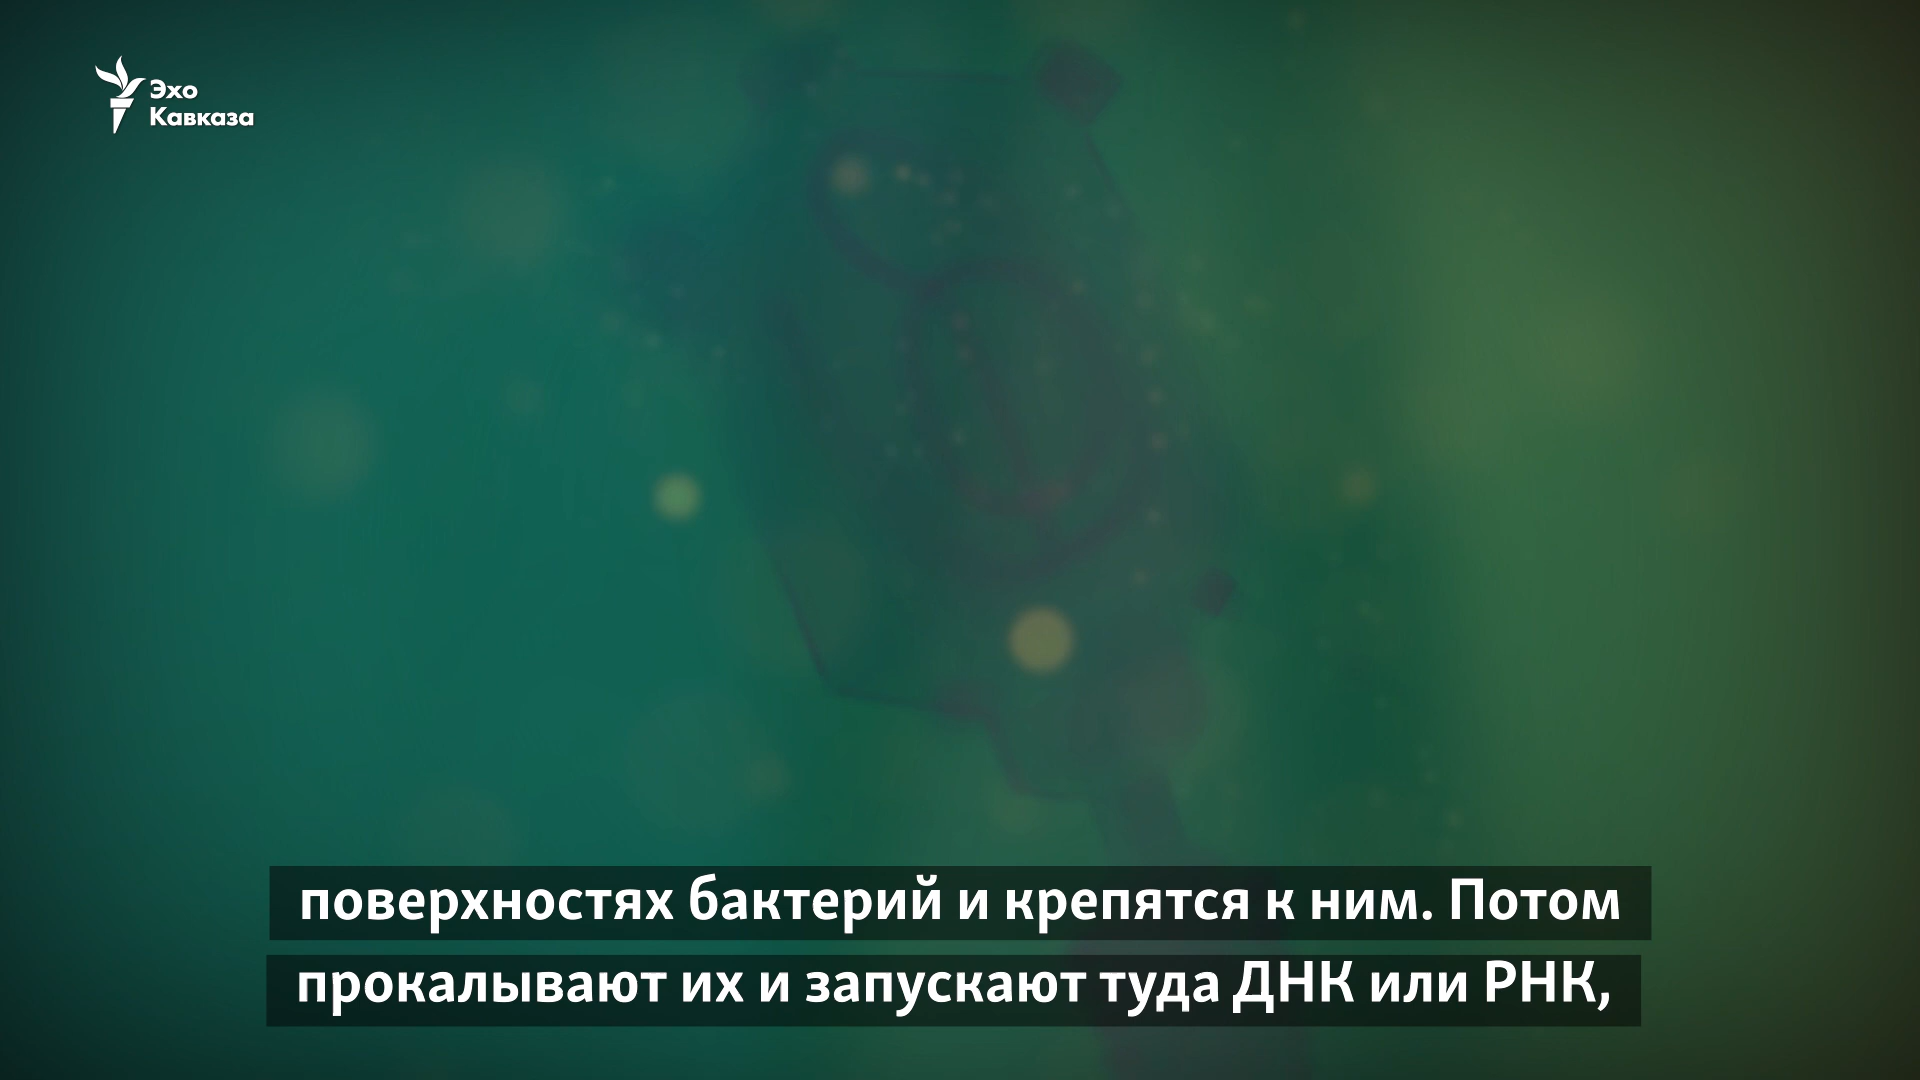 Эхо
Кавказа
поверхностях бактерий и крепятся к ним. Потом
прокалывают их и запускают туда ДНК или РНК,